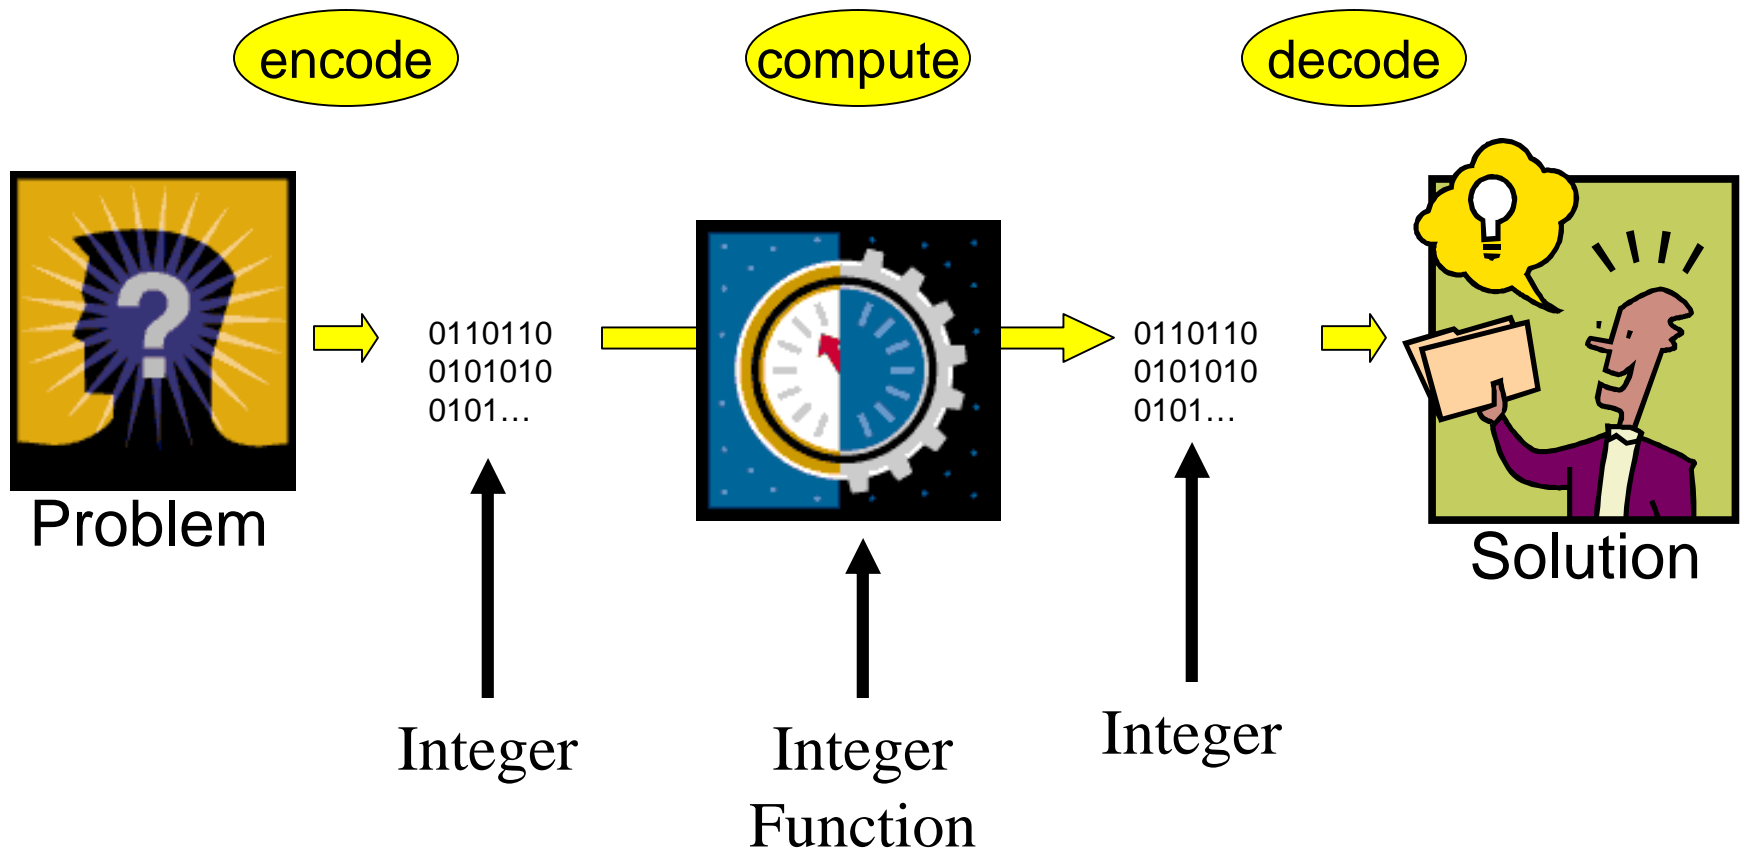 encode
compute
decode
?
0110110
0101010
0101...
0110110
0101010
0101...
Problem
Solution
Integer
Integer
Function
Integer